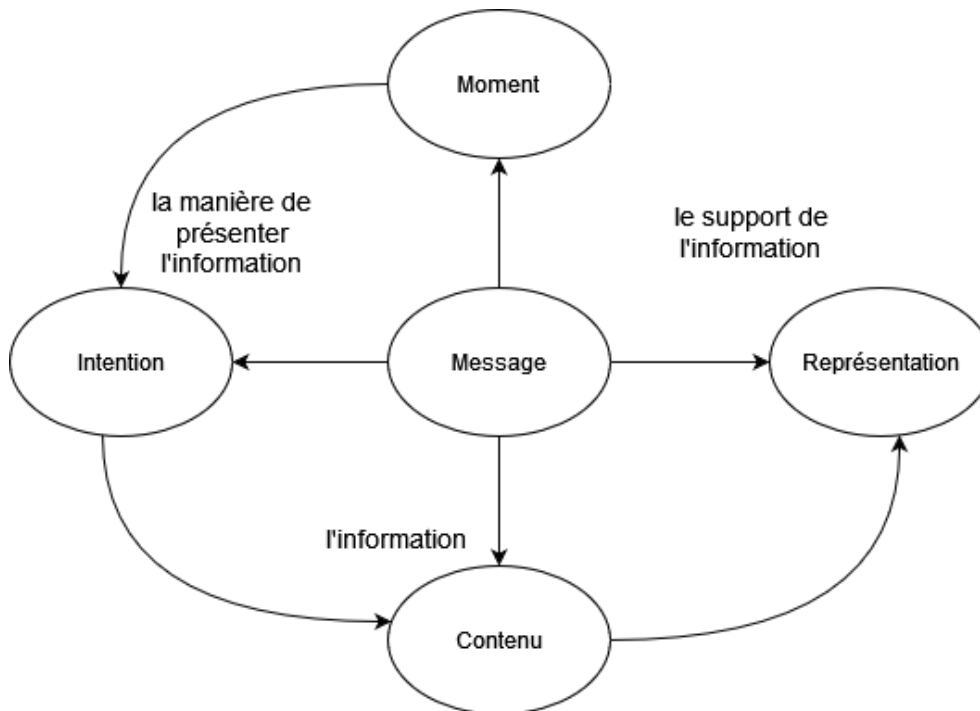 Moment
la manière de
présenter
l'information
le support de
l'information
Intention
Message
Représentation
l'information
Contenu